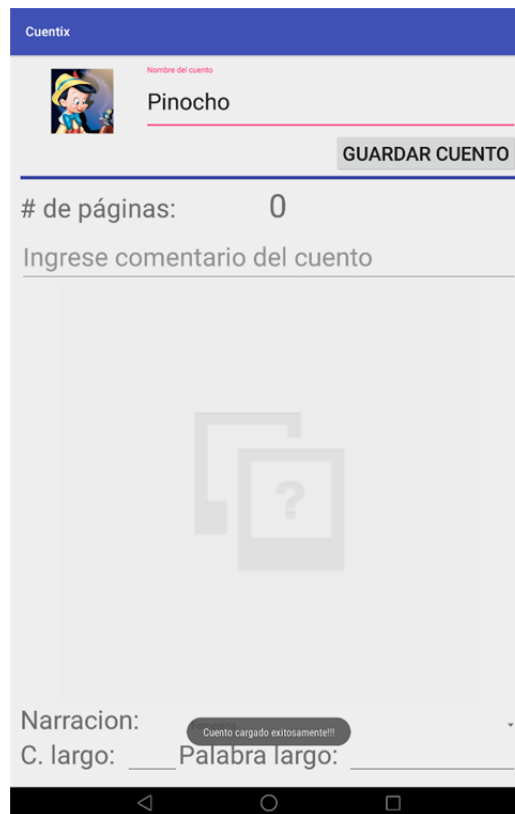 Cuentix
Nombre del cuento
Pinocho
GUARDAR CUENTO
# de páginas: 0
Ingrese comentario del cuento
?
Narracion:
Cuento cargado exitosamente!!!
C. largo: Palabra largo: